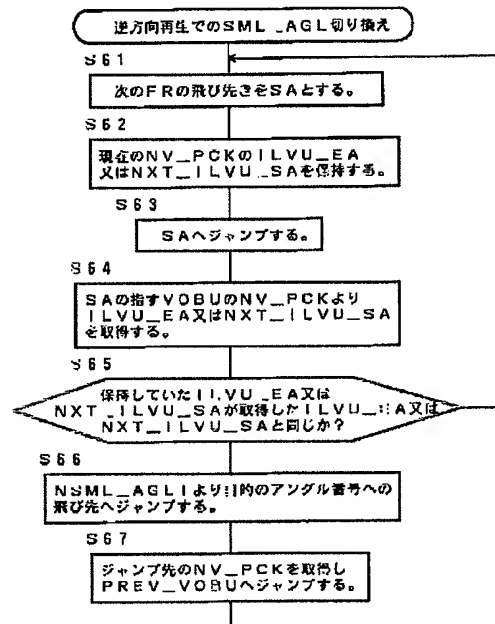 逆方向再生でのSML_AGL切り換え
S61
次のFRの飛び先きをSAとする。
S62
現在のNV_PCKのILVU_EA
又はNXT_ILVU_SAを保持する。
S63
SAへジャンプする。
S64
SAの指すVOBUのNV_PCKより
ILVU_EA又はNXT_ILVU_SA
を取得する。
S65
保持していたILVU_EA又は
NXT_ILVU_SAが取得したILVU_EA又は
NXT_ILVU_SAと同じか?
S66
NSML_AGLIより目的のアングル番号への
飛び先へジャンプする。
S67
ジャンプ先のNV_PCKを取得し
PREV_VOBUへジャンプする。